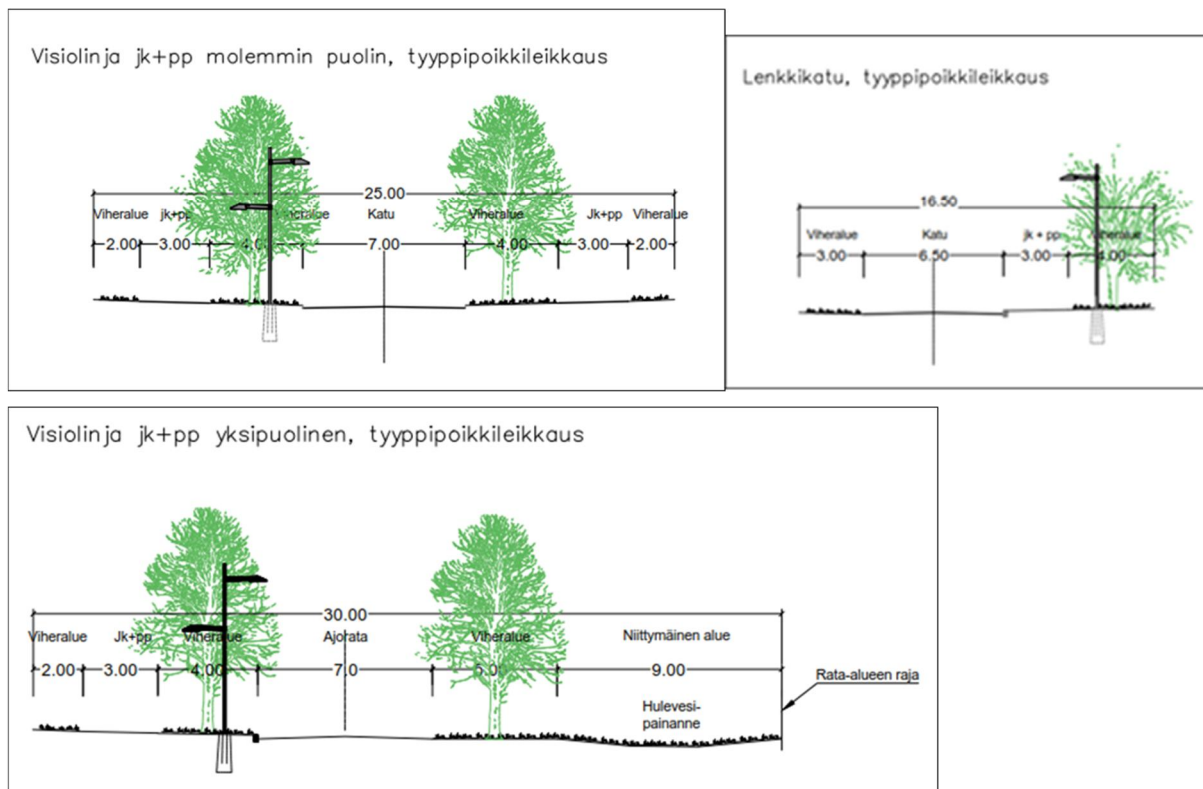 Visiolinja jk+pp molemmin puolin, tyyppipoikkileikkaus
25.00
Viheralue jk+pp Viheralue Katu Viheralue Jk+pp Viheralue
2.00 3.00 4.00 7.00 4.00 3.00 2.00
Lenkkikatu, tyyppipoikkileikkaus
16.50
Viheralue Katu jk + pp Viheralue
3.00 6.50 3.00 4.00
Visiolinja jk+pp yksipuolinen, tyyppipoikkileikkaus
30.00
Viheralue Jk+pp Viheralue Ajorata Viheralue Niittymäinen alue
2.00 3.00 4.00 7.0 5.00 9.00
Rata-alueen raja
Hulevesi-
painanne